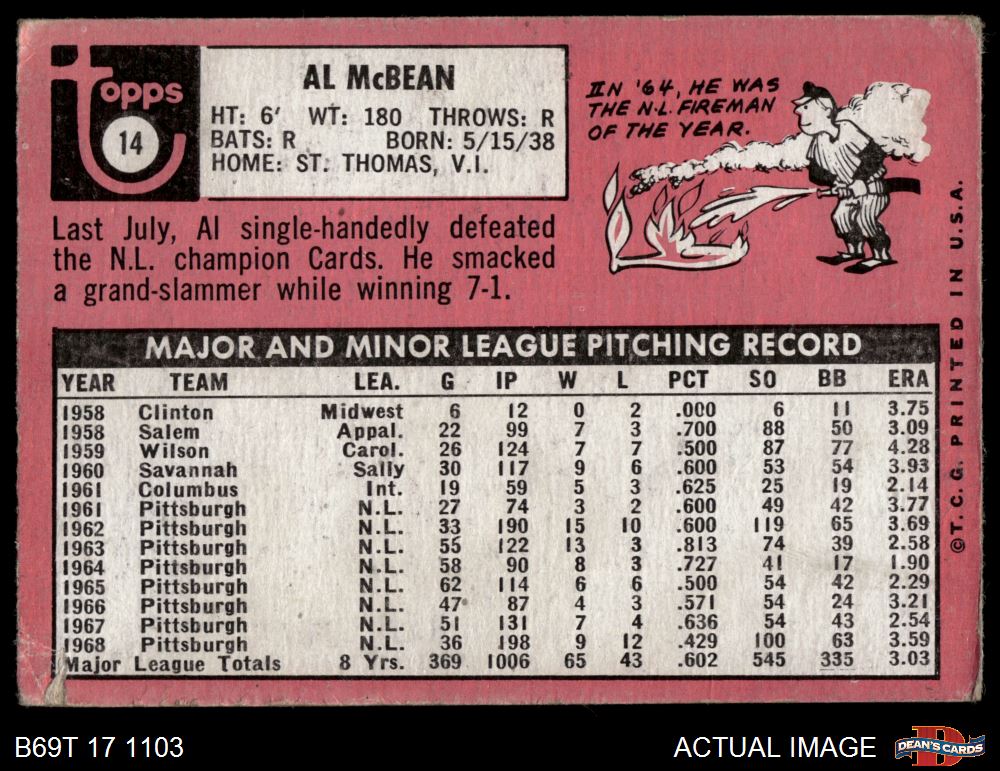 topps
14
AL McBEAN
HT: 6' WT: 180 THROWS: R
BATS: R BORN: 5/15/38
HOME: ST. THOMAS, V.I.
IN '64, HE WAS
THE N.L. FIREMAN
OF THE YEAR.
Last July, Al single-handedly defeated
the N.L. champion Cards. He smacked
a grand-slammer while winning 7-1.
MAJOR AND MINOR LEAGUE PITCHING RECORD
YEAR TEAM LEA. G IP W L PCT SO BB ERA
1958 Clinton Midwest 6 12 0 2 .000 6 11 3.75
1958 Salem Appal. 22 99 7 3 .700 88 50 3.09
1959 Wilson Carol. 26 124 7 7 .500 87 77 4.28
1960 Savannah Sally 30 117 9 6 .600 53 54 3.93
1961 Columbus Int. 19 59 5 3 .625 25 19 2.14
1961 Pittsburgh N.L. 27 74 3 2 .600 49 42 3.77
1962 Pittsburgh N.L. 33 190 15 10 .600 119 65 3.69
1963 Pittsburgh N.L. 55 122 13 3 .813 74 39 2.58
1964 Pittsburgh N.L. 58 90 8 3 .727 41 17 1.90
1965 Pittsburgh N.L. 62 114 6 6 .500 54 42 2.29
1966 Pittsburgh N.L. 47 87 4 3 .571 54 24 3.21
1967 Pittsburgh N.L. 51 131 7 4 .636 54 43 2.54
1968 Pittsburgh N.L. 36 198 9 12 .429 100 63 3.59
Major League Totals 8 Yrs. 369 1006 65 43 .602 545 335 3.03
©T.C.G. PRINTED IN U.S.A.
B69T 17 1103
ACTUAL IMAGE
D
DEAN'S CARDS